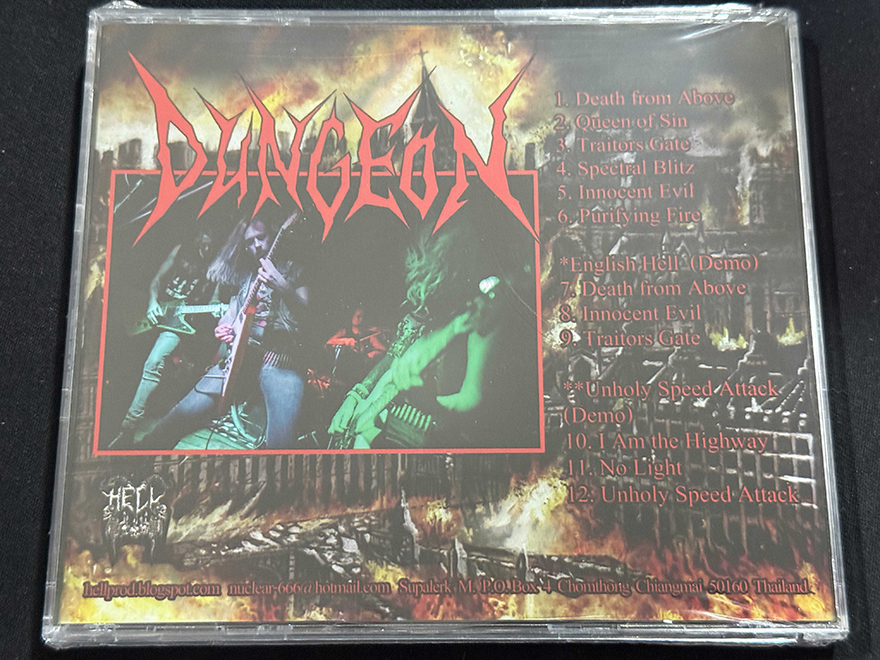 DUNGEON
1. Death from Above
2. Queen of Sin
3. Traitors Gate
4. Spectral Blitz
5. Innocent Evil
6. Purifying Fire
*English Hell (Demo)
7. Death from Above
8. Innocent Evil
9. Traitors Gate
**Unholy Speed Attack
(Demo)
10. I Am the Highway
11. No Light
12. Unholy Speed Attack
HELL
hellprod.blogspot.com nuclear-666@hotmail.com Supalerk M. P.O. Box 4 Chomthong Chiangmai 50160 Thailand